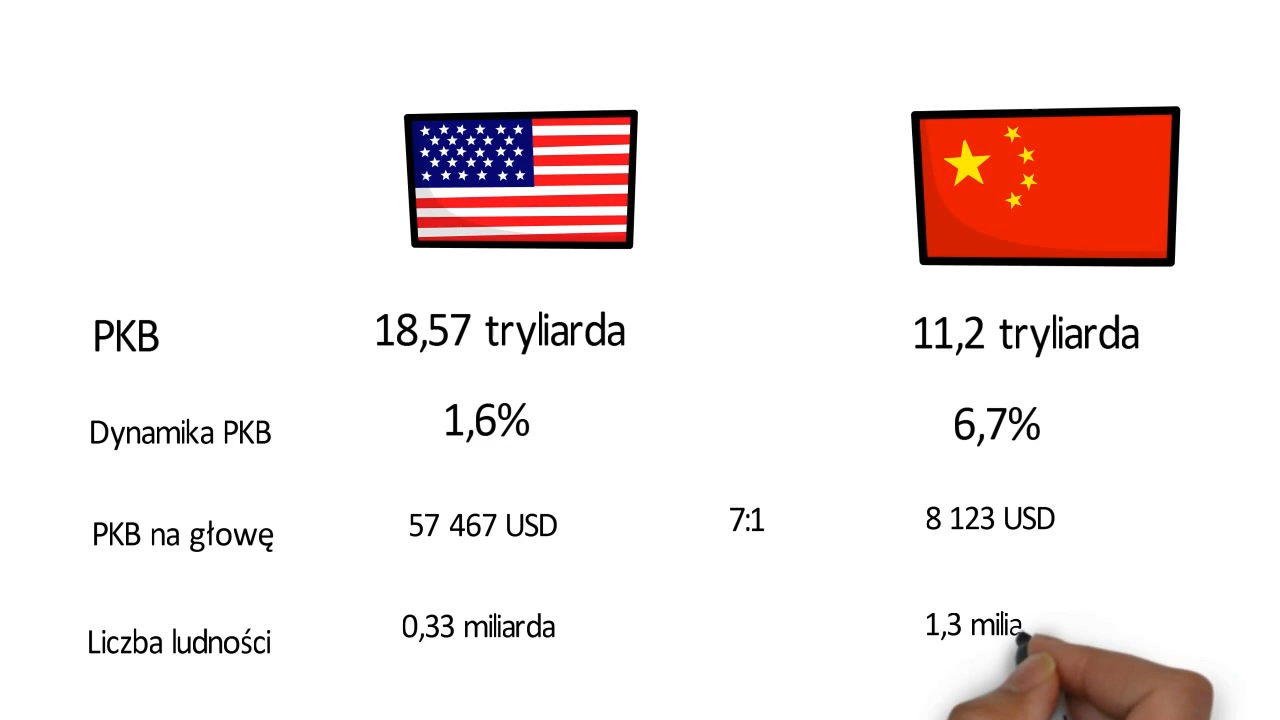 PKB 18,57 tryliarda 11,2 tryliarda
Dynamika PKB 1,6% 6,7%
PKB na głowę 57 467 USD 7:1 8 123 USD
Liczba ludności 0,33 miliarda 1,3 milia